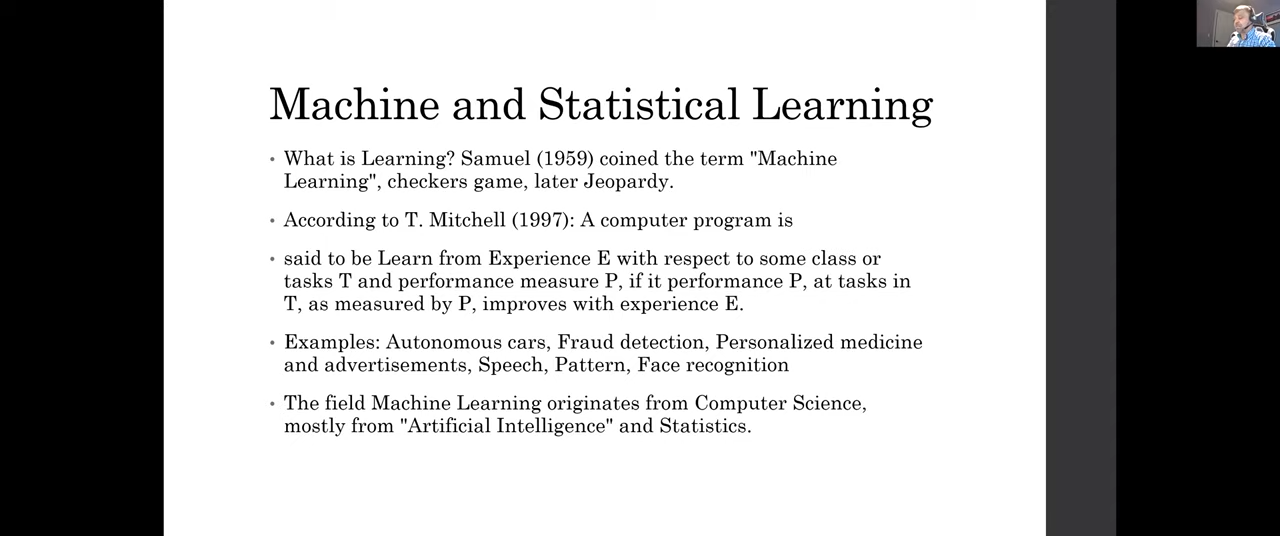 Machine and Statistical Learning
• What is Learning? Samuel (1959) coined the term "Machine
Learning", checkers game, later Jeopardy.
• According to T. Mitchell (1997): A computer program is
• said to be Learn from Experience E with respect to some class or
tasks T and performance measure P, if it performance P, at tasks in
T, as measured by P, improves with experience E.
• Examples: Autonomous cars, Fraud detection, Personalized medicine
and advertisements, Speech, Pattern, Face recognition
• The field Machine Learning originates from Computer Science,
mostly from "Artificial Intelligence" and Statistics.